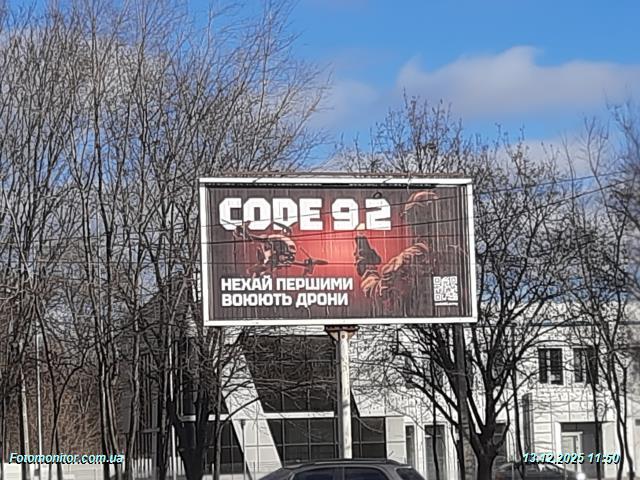 CODE 9.2
НЕХАЙ ПЕРШИМИ
ВОЮЮТЬ ДРОНИ
Fotomonitor.com.ua
13.12.2025 11:50